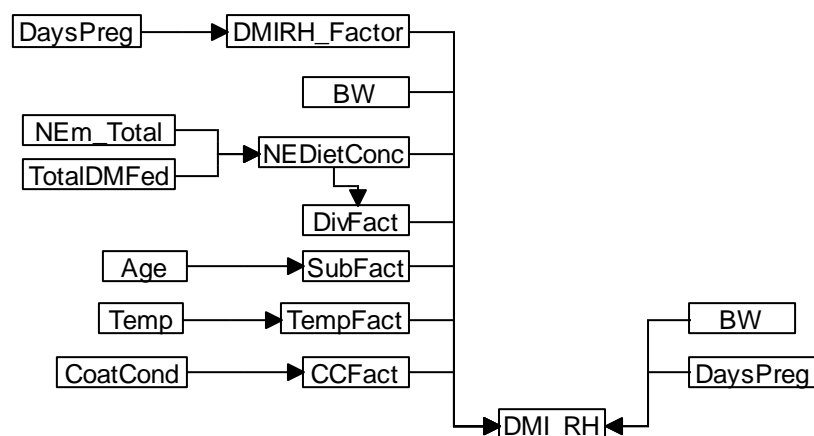 DaysPreg
DMIRH_Factor
BW
NEm_Total
NEDietConc
TotalDMFed
DivFact
Age
SubFact
Temp
TempFact
BW
CoatCond
CCFact
DaysPreg
DMI_RH